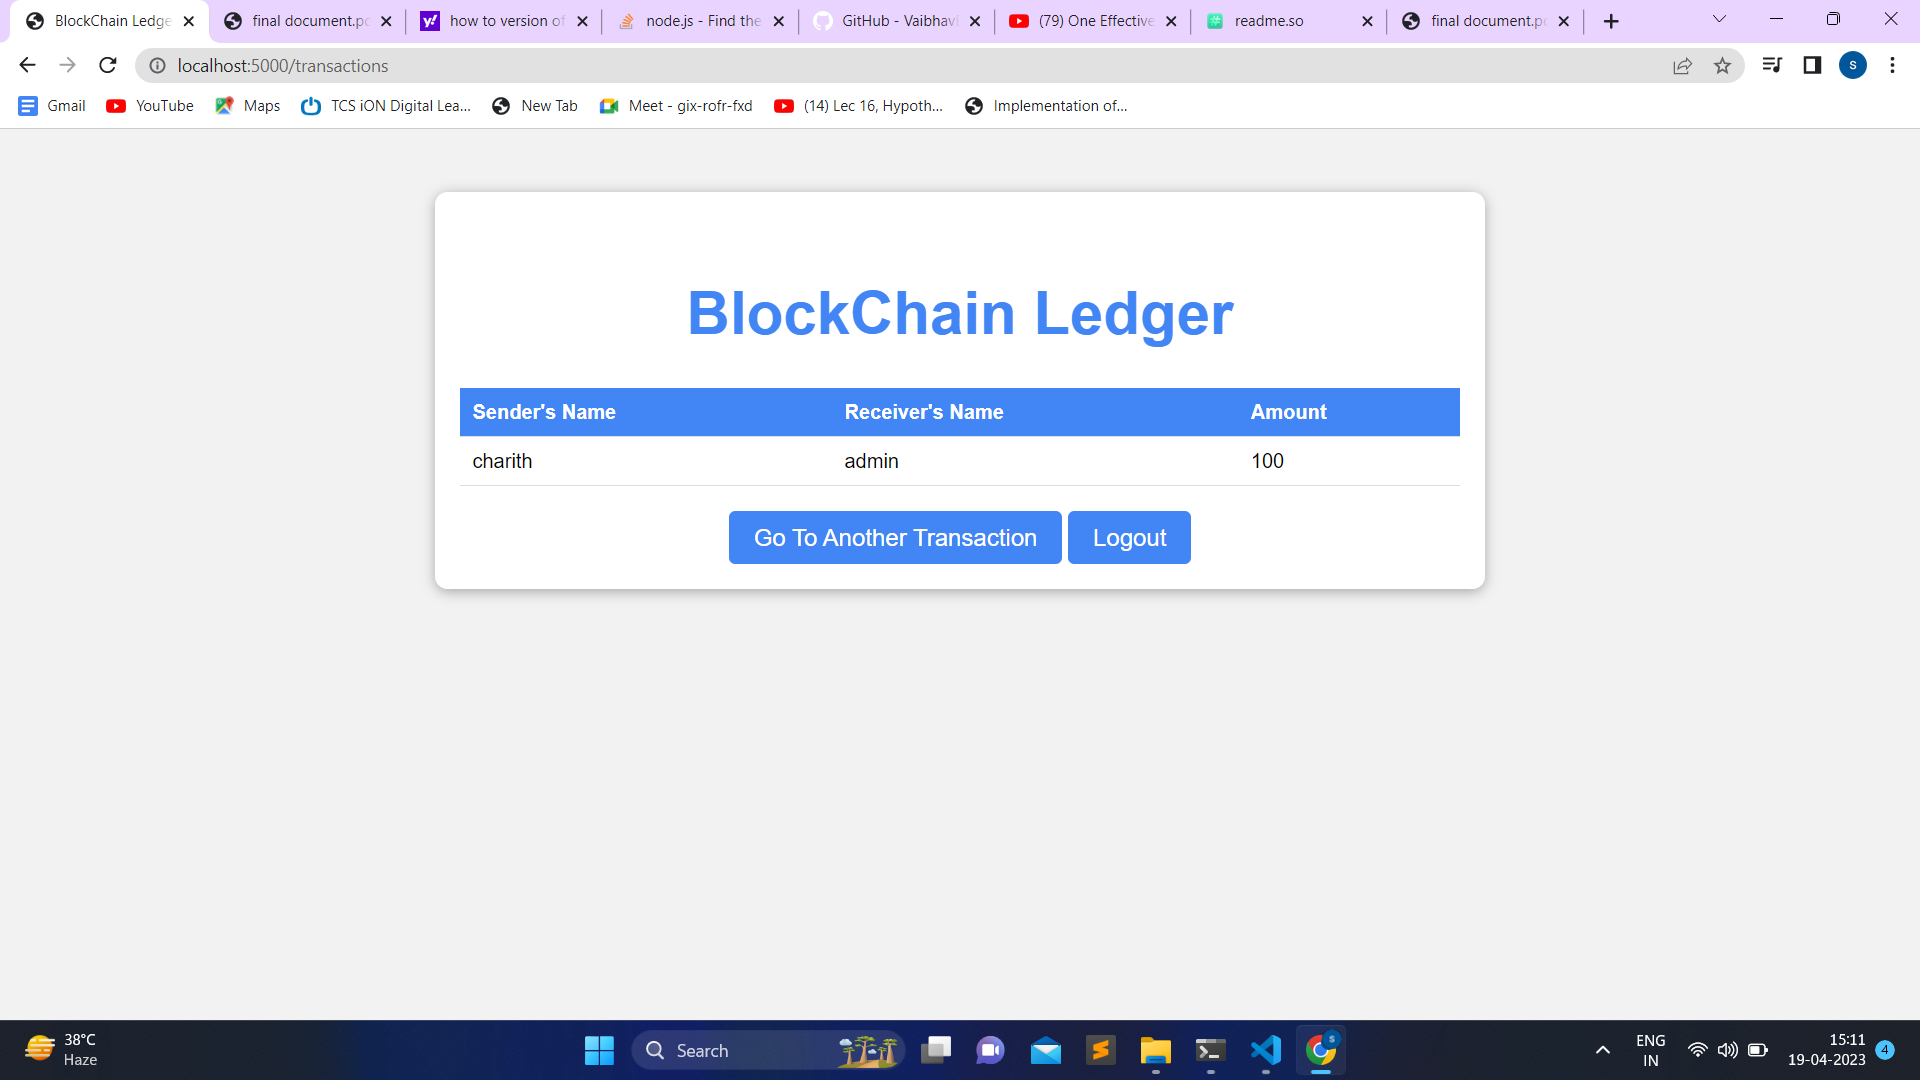 BlockChain Ledge
final document.pd
how to version of
node.js - Find the
GitHub - Vaibhavi
(79) One Effective
readme.so
final document.pd
localhost:5000/transactions
S
Gmail
YouTube
Maps
TCS iON Digital Lea...
New Tab
Meet - gix-rofr-fxd
(14) Lec 16, Hypoth...
Implementation of...
BlockChain Ledger
Sender's Name Receiver's Name Amount
charith admin 100
Go To Another Transaction Logout
38°C
Haze
Search
ENG
IN
15:11
19-04-2023
4